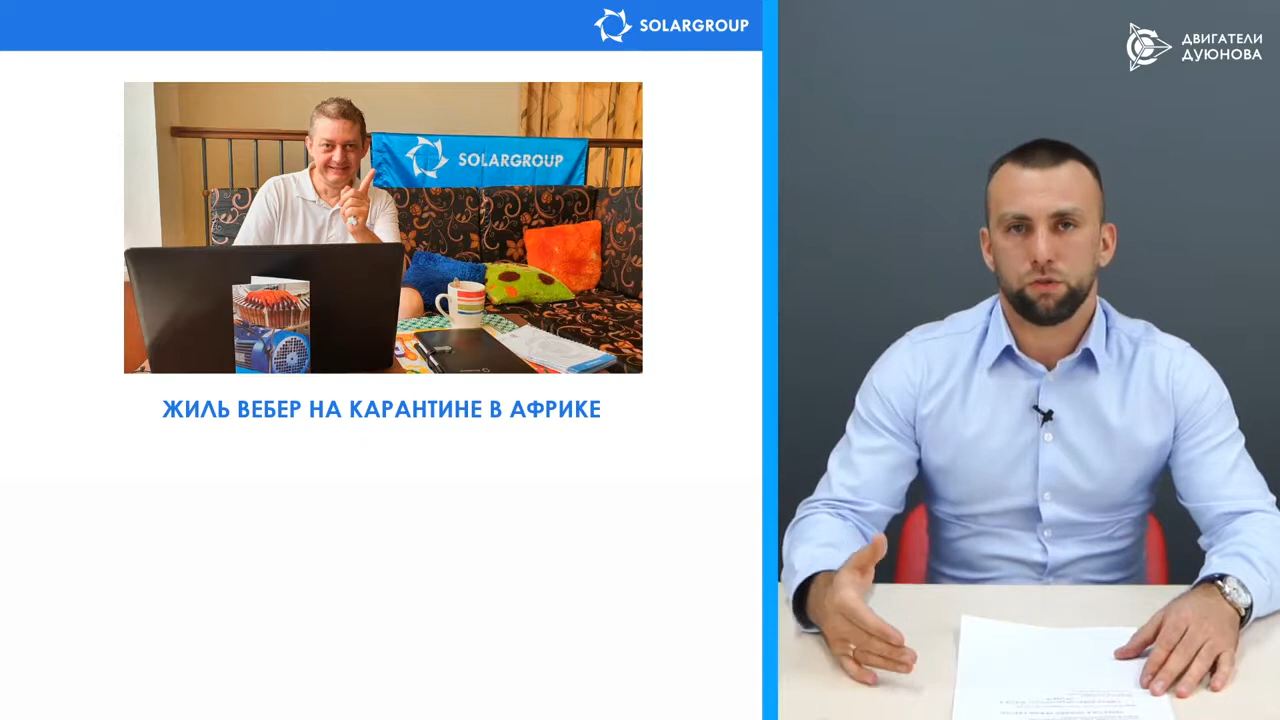 SOLARGROUP
ДВИГАТЕЛИ
ДУЮНОВА
SOLARGROUP
ЖИЛЬ ВЕБЕР НА КАРАНТИНЕ В АФРИКЕ